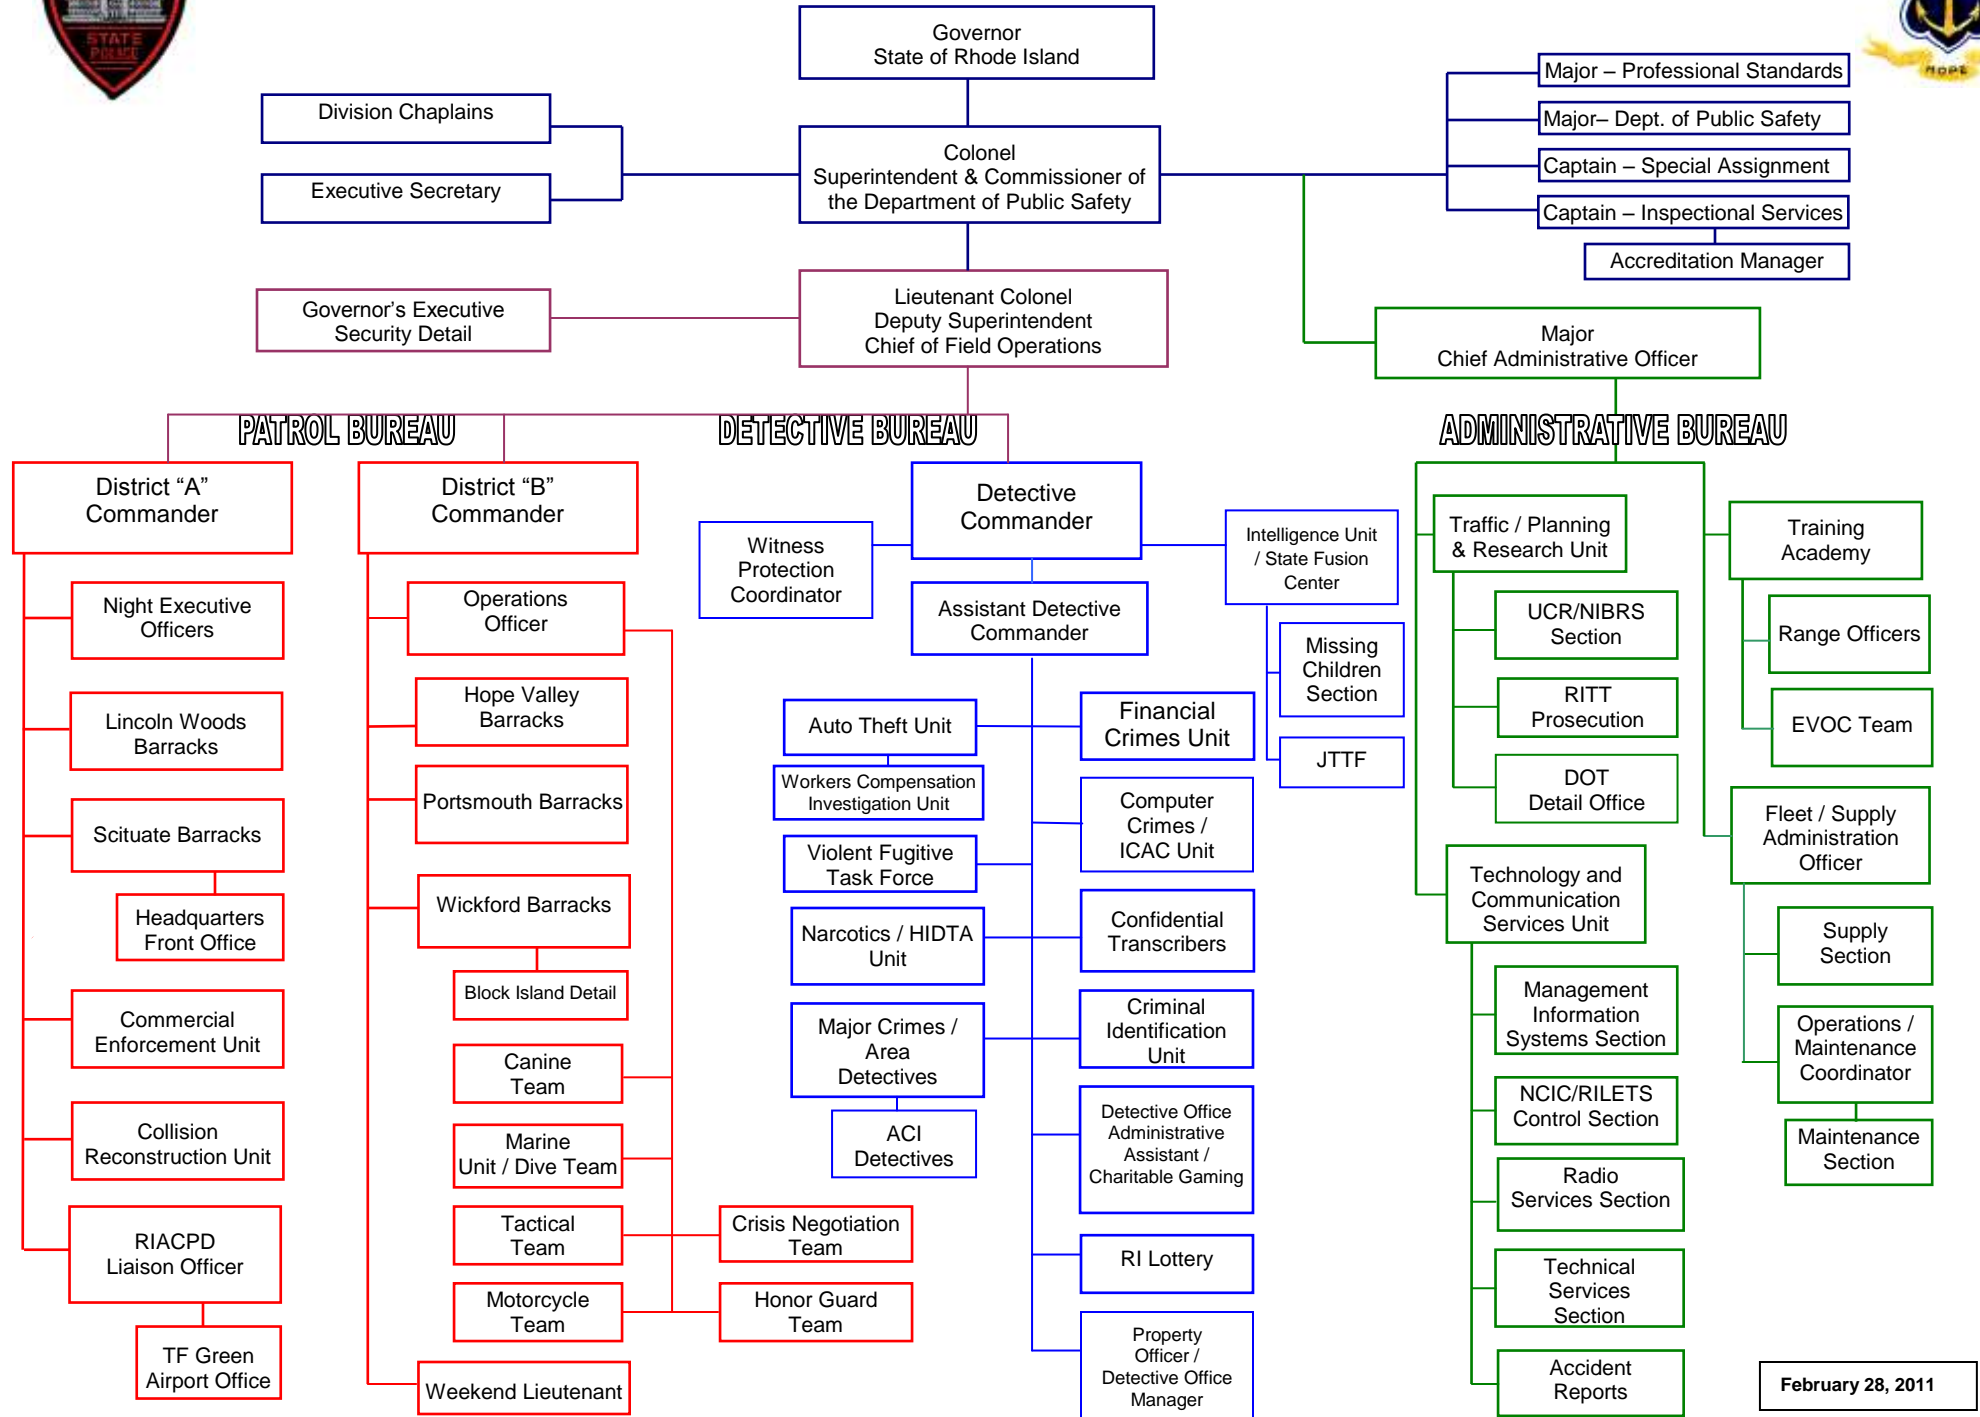 STATE
POLICE
HOPE
Governor
State of Rhode Island
Division Chaplains
Executive Secretary
Colonel
Superintendent & Commissioner of
the Department of Public Safety
Major – Professional Standards
Major– Dept. of Public Safety
Captain – Special Assignment
Captain – Inspectional Services
Accreditation Manager
Governor’s Executive
Security Detail
Lieutenant Colonel
Deputy Superintendent
Chief of Field Operations
Major
Chief Administrative Officer
PATROL BUREAU
DETECTIVE BUREAU
ADMINISTRATIVE BUREAU
District “A”
Commander
Night Executive
Officers
Lincoln Woods
Barracks
Scituate Barracks
Headquarters
Front Office
Commercial
Enforcement Unit
Collision
Reconstruction Unit
RIACPD
Liaison Officer
TF Green
Airport Office
District “B”
Commander
Operations
Officer
Hope Valley
Barracks
Portsmouth Barracks
Wickford Barracks
Block Island Detail
Canine
Team
Marine
Unit / Dive Team
Tactical
Team
Crisis Negotiation
Team
Motorcycle
Team
Honor Guard
Team
Weekend Lieutenant
Detective
Commander
Witness
Protection
Coordinator
Intelligence Unit
/ State Fusion
Center
Assistant Detective
Commander
Missing
Children
Section
JTTF
Auto Theft Unit
Workers Compensation
Investigation Unit
Violent Fugitive
Task Force
Narcotics / HIDTA
Unit
Major Crimes /
Area
Detectives
ACI
Detectives
Financial
Crimes Unit
Computer
Crimes /
ICAC Unit
Confidential
Transcribers
Criminal
Identification
Unit
Detective Office
Administrative
Assistant /
Charitable Gaming
RI Lottery
Property
Officer /
Detective Office
Manager
Traffic / Planning
& Research Unit
UCR/NIBRS
Section
RITT
Prosecution
DOT
Detail Office
Technology and
Communication
Services Unit
Management
Information
Systems Section
NCIC/RILETS
Control Section
Radio
Services Section
Technical
Services
Section
Accident
Reports
Training
Academy
Range Officers
EVOC Team
Fleet / Supply
Administration
Officer
Supply
Section
Operations /
Maintenance
Coordinator
Maintenance
Section
February 28, 2011